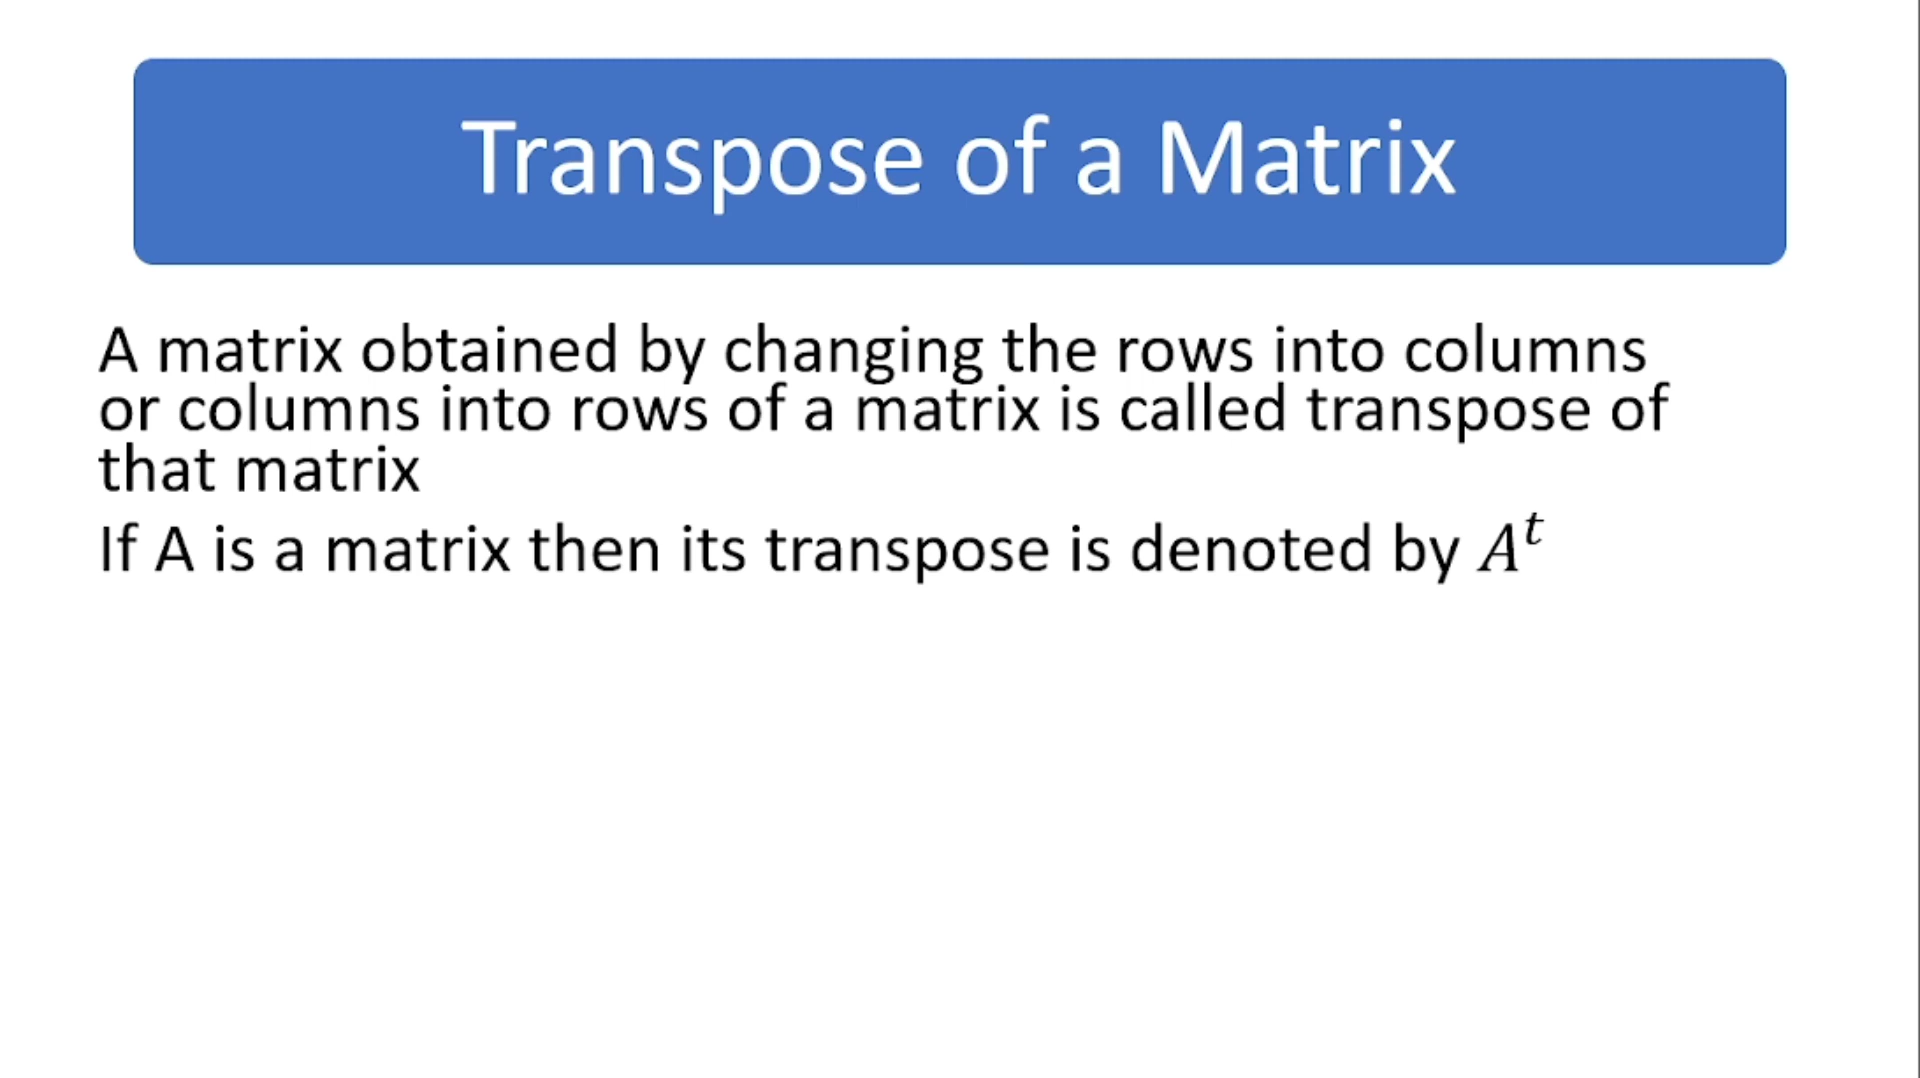 Transpose of a Matrix
A matrix obtained by changing the rows into columns
or columns into rows of a matrix is called transpose of
that matrix
If A is a matrix then its transpose is denoted by $A^t$